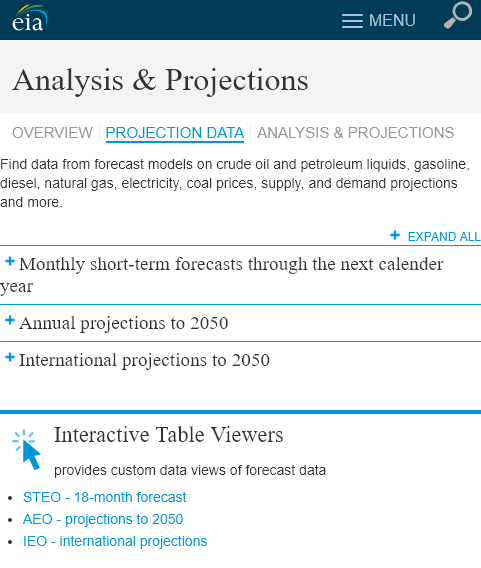 eia
MENU
Analysis & Projections
OVERVIEW
PROJECTION DATA
ANALYSIS & PROJECTIONS
Find data from forecast models on crude oil and petroleum liquids, gasoline,
diesel, natural gas, electricity, coal prices, supply, and demand projections
and more.
+ EXPAND ALL
+ Monthly short-term forecasts through the next calender
year
+ Annual projections to 2050
+ International projections to 2050
Interactive Table Viewers
provides custom data views of forecast data
• STEO - 18-month forecast
• AEO - projections to 2050
• IEO - international projections